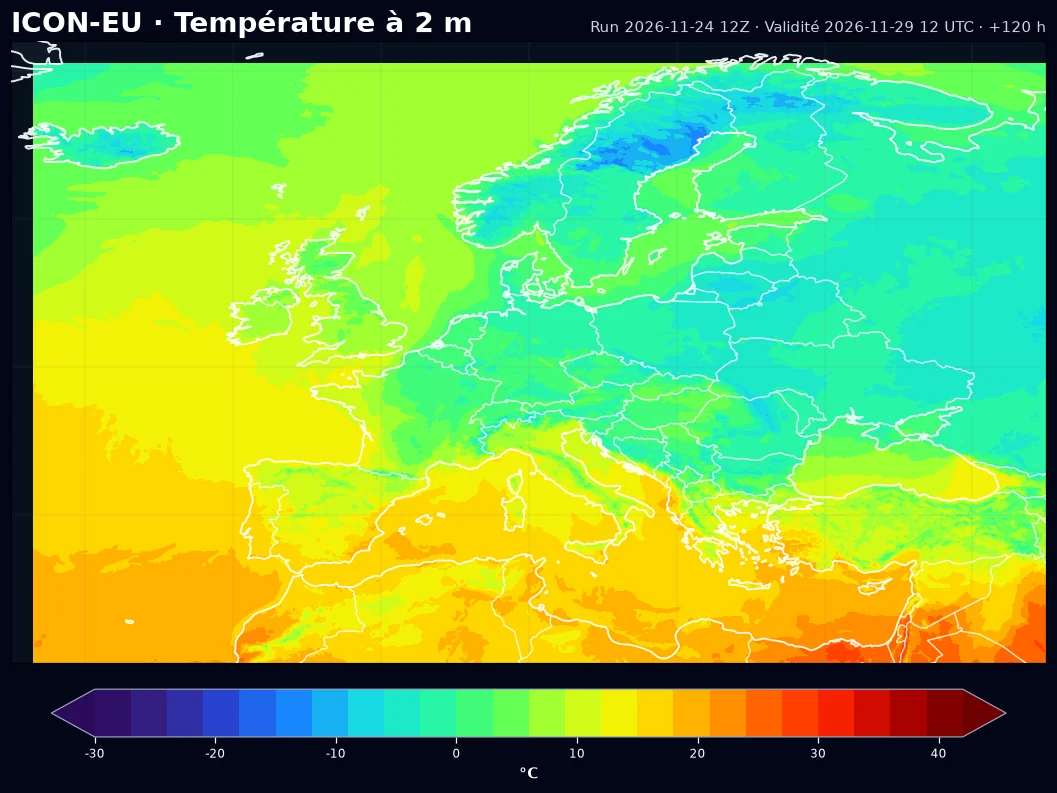 ICON-EU · Température à 2 m
Run 2026-11-24 12Z · Validité 2026-11-29 12 UTC · +120 h
-30 -20 -10 0 10 20 30 40
°C